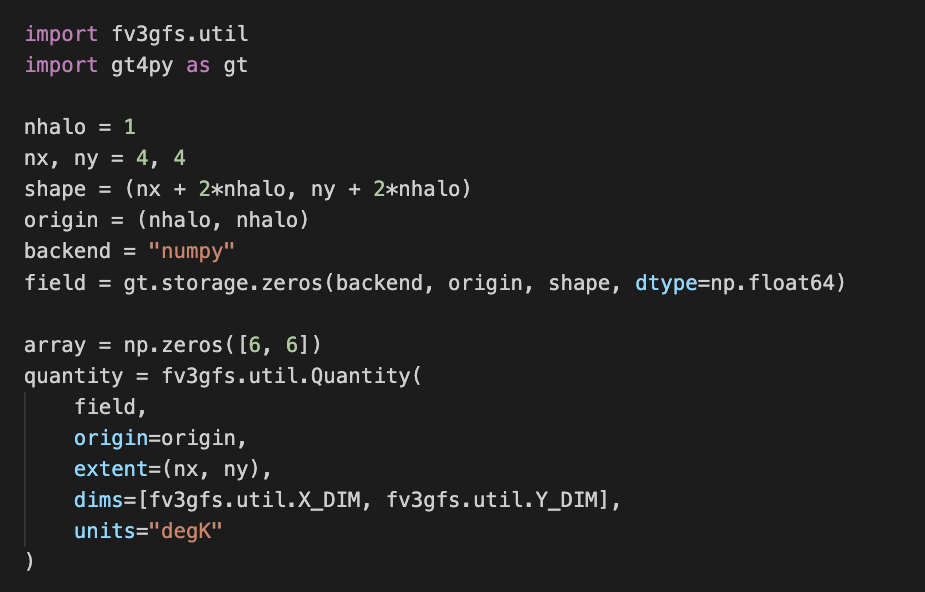 import fv3gfs.util
import gt4py as gt

nhalo = 1
nx, ny = 4, 4
shape = (nx + 2*nhalo, ny + 2*nhalo)
origin = (nhalo, nhalo)
backend = "numpy"
field = gt.storage.zeros(backend, origin, shape, dtype=np.float64)

array = np.zeros([6, 6])
quantity = fv3gfs.util.Quantity(
    field,
    origin=origin,
    extent=(nx, ny),
    dims=[fv3gfs.util.X_DIM, fv3gfs.util.Y_DIM],
    units="degK"
)